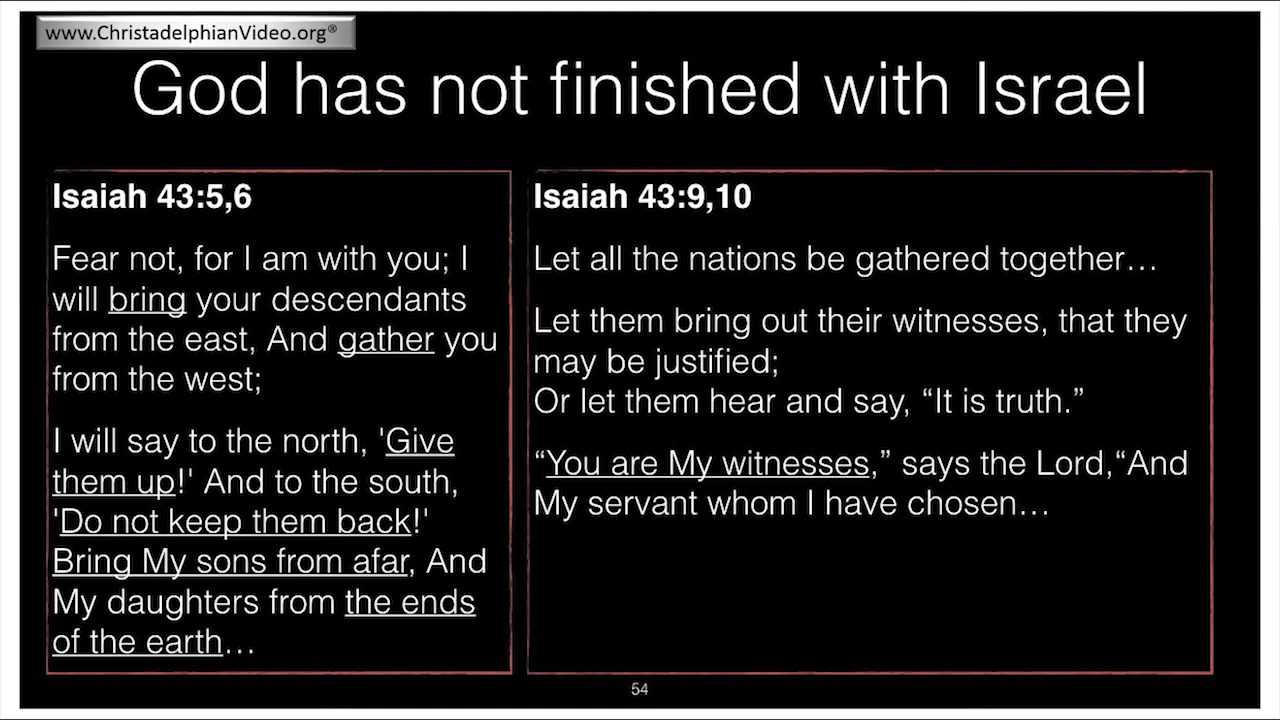 www.ChristadelphianVideo.org®
God has not finished with Israel
Isaiah 43:5,6
Fear not, for I am with you; I
will bring your descendants
from the east, And gather you
from the west;
I will say to the north, 'Give
them up!' And to the south,
'Do not keep them back!'
Bring My sons from afar, And
My daughters from the ends
of the earth…
Isaiah 43:9,10
Let all the nations be gathered together…
Let them bring out their witnesses, that they
may be justified;
Or let them hear and say, “It is truth.”
“You are My witnesses,” says the Lord,“And
My servant whom I have chosen…
54